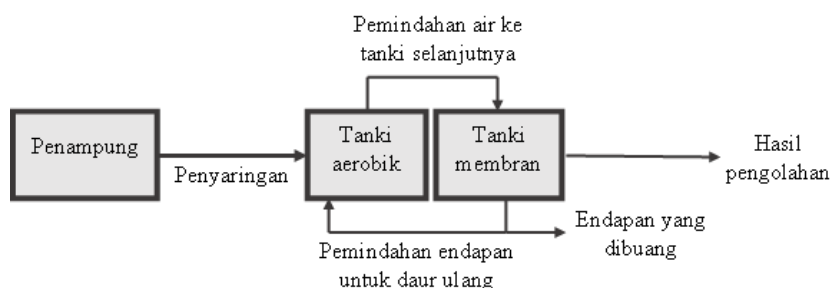 Pemindahan air ke
tanki selanjutnya
Penampung
Penyaringan
Tanki
aerobik
Tanki
membran
Hasil
pengolahan
Pemindahan endapan
untuk daur ulang
Endapan yang
dibuang